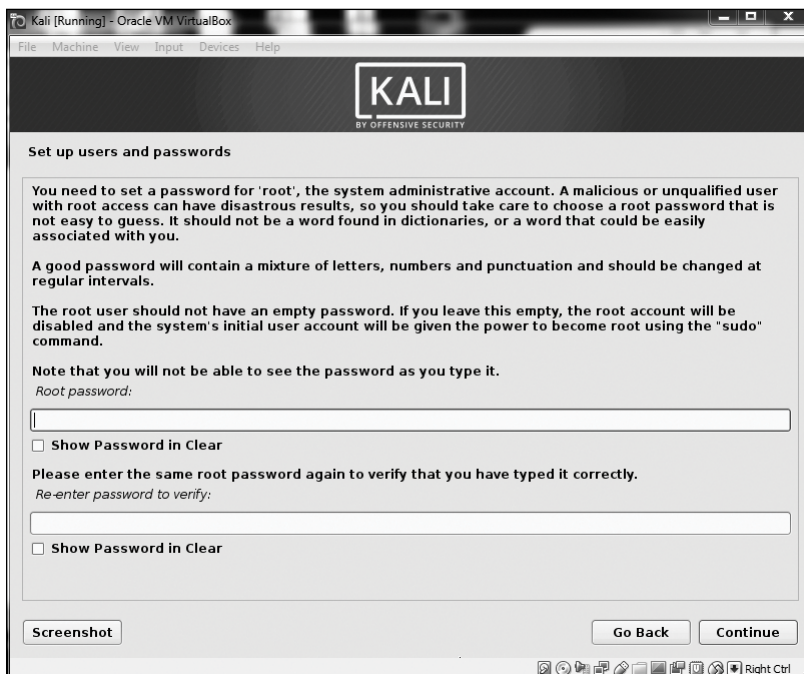 Kali [Running] - Oracle VM VirtualBox
File Machine View Input Devices Help
KALI
BY OFFENSIVE SECURITY
Set up users and passwords
You need to set a password for 'root', the system administrative account. A malicious or unqualified user
with root access can have disastrous results, so you should take care to choose a root password that is
not easy to guess. It should not be a word found in dictionaries, or a word that could be easily
associated with you.
A good password will contain a mixture of letters, numbers and punctuation and should be changed at
regular intervals.
The root user should not have an empty password. If you leave this empty, the root account will be
disabled and the system's initial user account will be given the power to become root using the "sudo"
command.
Note that you will not be able to see the password as you type it.
Root password:
Show Password in Clear
Please enter the same root password again to verify that you have typed it correctly.
Re-enter password to verify:
Show Password in Clear
Screenshot
Go Back
Continue
Right Ctrl